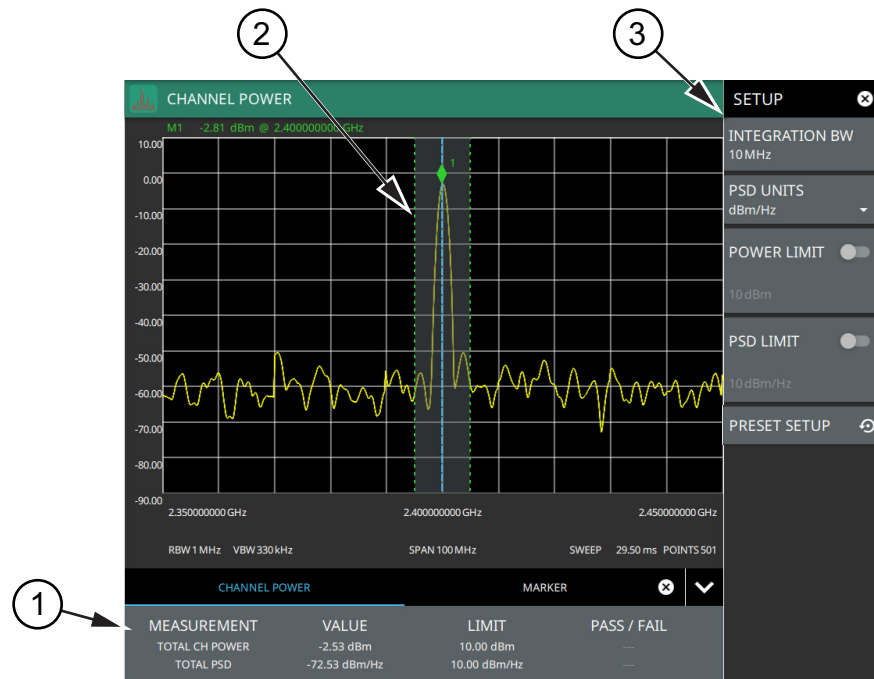 2
3
CHANNEL POWER
SETUP
M1 -2.81 dBm @ 2.400000000 GHz
10.00
0.00
-10.00
-20.00
-30.00
-40.00
-50.00
-60.00
-70.00
-80.00
-90.00
1
2.350000000 GHz 2.400000000 GHz 2.450000000 GHz
RBW 1 MHz VBW 330 kHz SPAN 100 MHz SWEEP 29.50 ms POINTS 501
INTEGRATION BW
10 MHz
PSD UNITS
dBm/Hz
POWER LIMIT
10 dBm
PSD LIMIT
10 dBm/Hz
PRESET SETUP
CHANNEL POWER MARKER
1
MEASUREMENT VALUE LIMIT PASS / FAIL
TOTAL CH POWER -2.53 dBm 10.00 dBm ---
TOTAL PSD -72.53 dBm/Hz 10.00 dBm/Hz ---